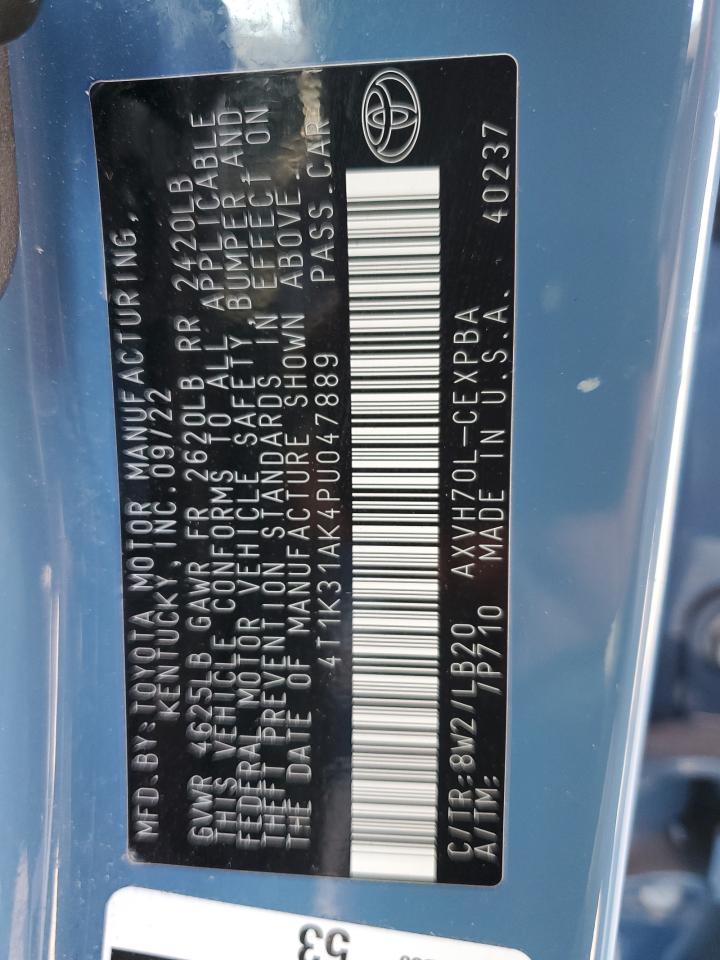 MFD.BY:TOYOTA MOTOR MANUFACTURING,
KENTUCKY, INC.09/22
GVWR 4625LB GAWR FR 2620LB RR 2420LB
THIS VEHICLE CONFORMS TO ALL APPLICABLE
FEDERAL MOTOR VEHICLE SAFETY, BUMPER,AND
THEFT PREVENTION STANDARDS IN EFFECT ON
THE DATE OF MANUFACTURE SHOWN ABOVE.
4T1K31AK4PU047889 PASS.CAR
C/TR:8W2/LB20 AXVH70L-CEXPBA
A/TM: 7P710 MADE IN U.S.A. 40237
53